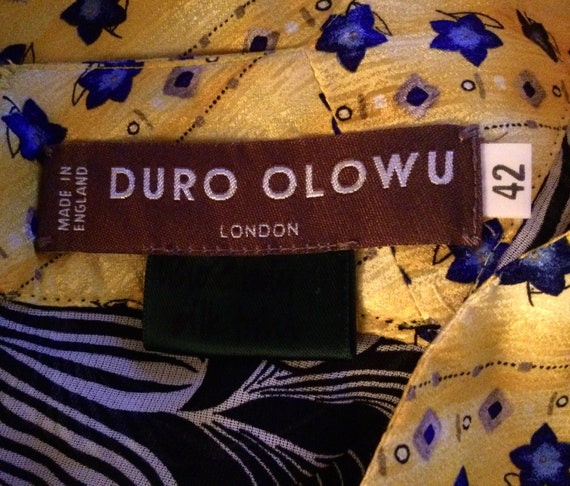 MADE IN
ENGLAND
DURO OLOWU
LONDON
42